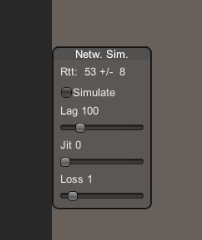 Netw. Sim.
Rtt: 53 +/- 8
Simulate
Lag 100
Jit 0
Loss 1